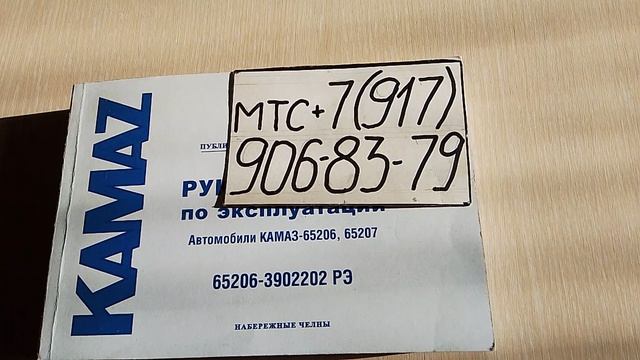 KAMAZ
МТС+7(917)
906-83-79
по эксплуатации
Автомобили КАМАЗ-65206, 65207
65206-3902202 РЭ
НАБЕРЕЖНЫЕ ЧЕЛНЫ